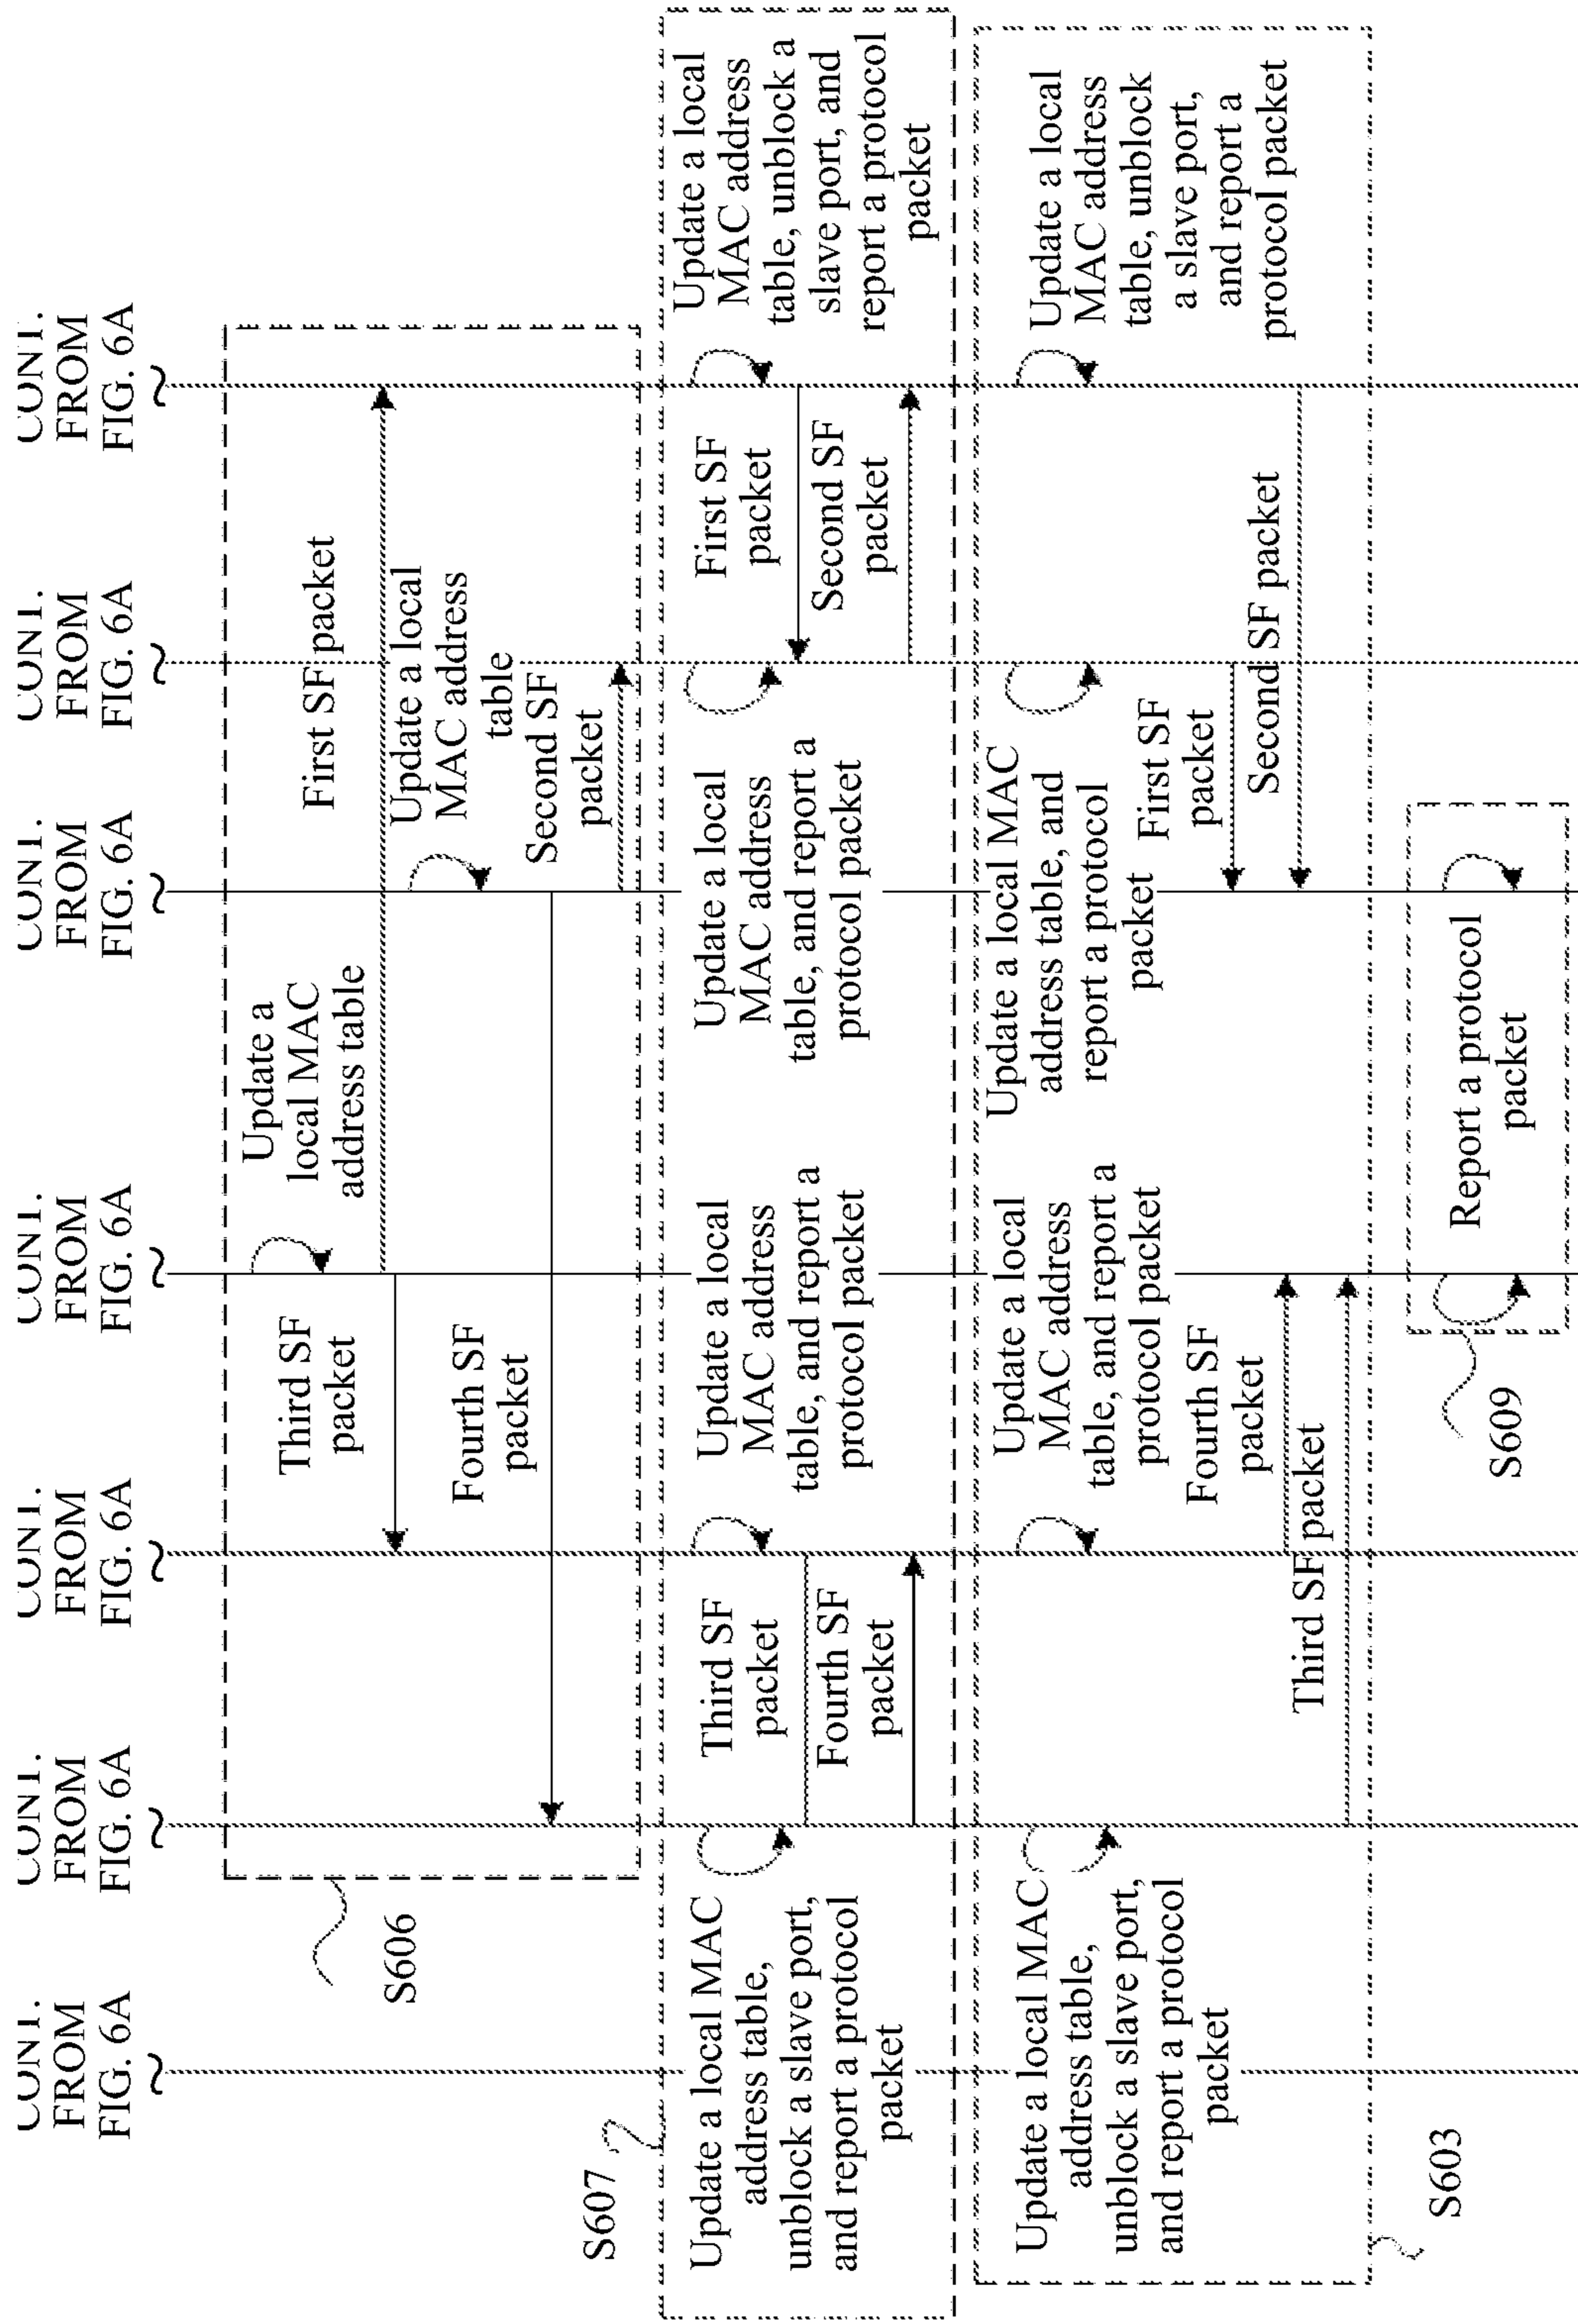 CONT.
FROM
FIG. 6A
CONT.
FROM
FIG. 6A
CONT.
FROM
FIG. 6A
CONT.
FROM
FIG. 6A
CONT.
FROM
FIG. 6A
CONT.
FROM
FIG. 6A
CONT.
FROM
FIG. 6A
S606
Update a
local MAC
address table
Third SF
packet
First SF packet
Update a local
MAC address
table
Fourth SF
packet
Second SF
packet
S607
Update a local MAC
address table,
unblock a slave port,
and report a protocol
packet
Third SF
packet
Fourth SF
packet
Update a local
MAC address
table, and report a
protocol packet
Update a local
MAC address
table, and report a
protocol packet
First SF
packet
Second SF
packet
Update a local
MAC address
table, unblock a
slave port, and
report a protocol
packet
Update a local MAC
address table,
unblock a slave port,
and report a protocol
packet
Update a local
MAC address
table, and report a
protocol packet
Fourth SF
packet
Third SF packet
Update a local MAC
address table, and
report a protocol
packet
First SF
packet
Second SF packet
Update a local
MAC address
table, unblock
a slave port,
and report a
protocol packet
S603
S609
Report a protocol
packet